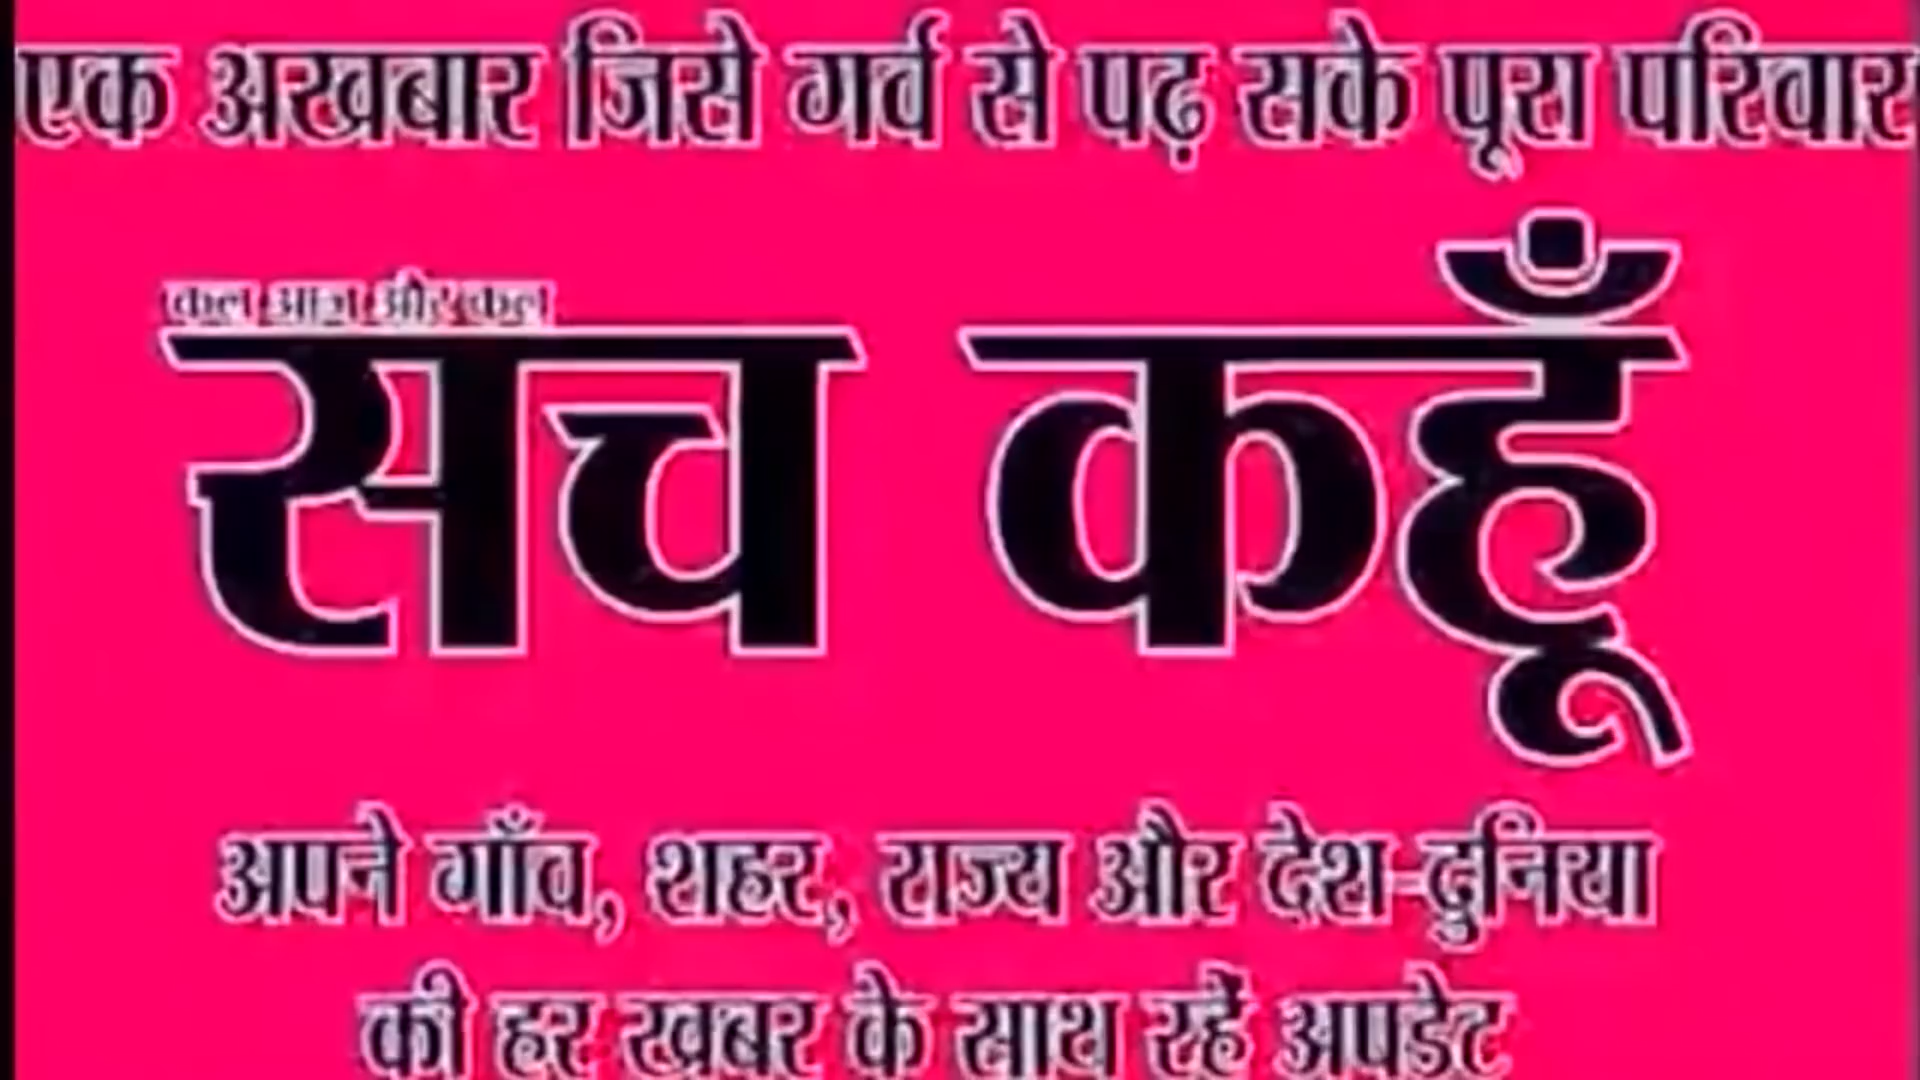 एक अखबार जिसे गर्व से पढ़ सके पूरा परिवार
कल आज और कल
सच कहूँ
अपने गाँव, शहर, राज्य और देश-दुनिया
की हर खबर के साथ रहें अपडेट